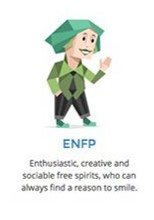 ENFP
Enthusiastic, creative and
sociable free spirits, who can
always find a reason to smile.